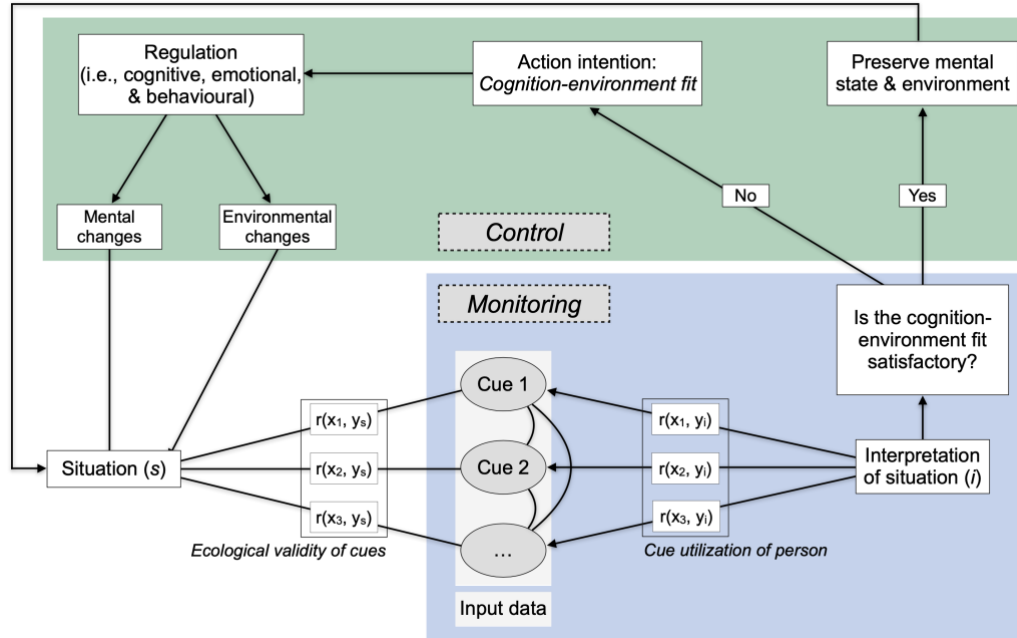 Regulation
(i.e., cognitive, emotional,
& behavioural)
Action intention:
Cognition-environment fit
Preserve mental
state & environment
No
Yes
Mental
changes
Environmental
changes
Control
Monitoring
Is the cognition-
environment fit
satisfactory?
Cue 1
r(x₁, yₛ)
r(x₁, yᵢ)
Situation (s)
r(x₂, yₛ)
Cue 2
r(x₂, yᵢ)
Interpretation
of situation (i)
r(x₃, yₛ)
...
r(x₃, yᵢ)
Ecological validity of cues
Cue utilization of person
Input data